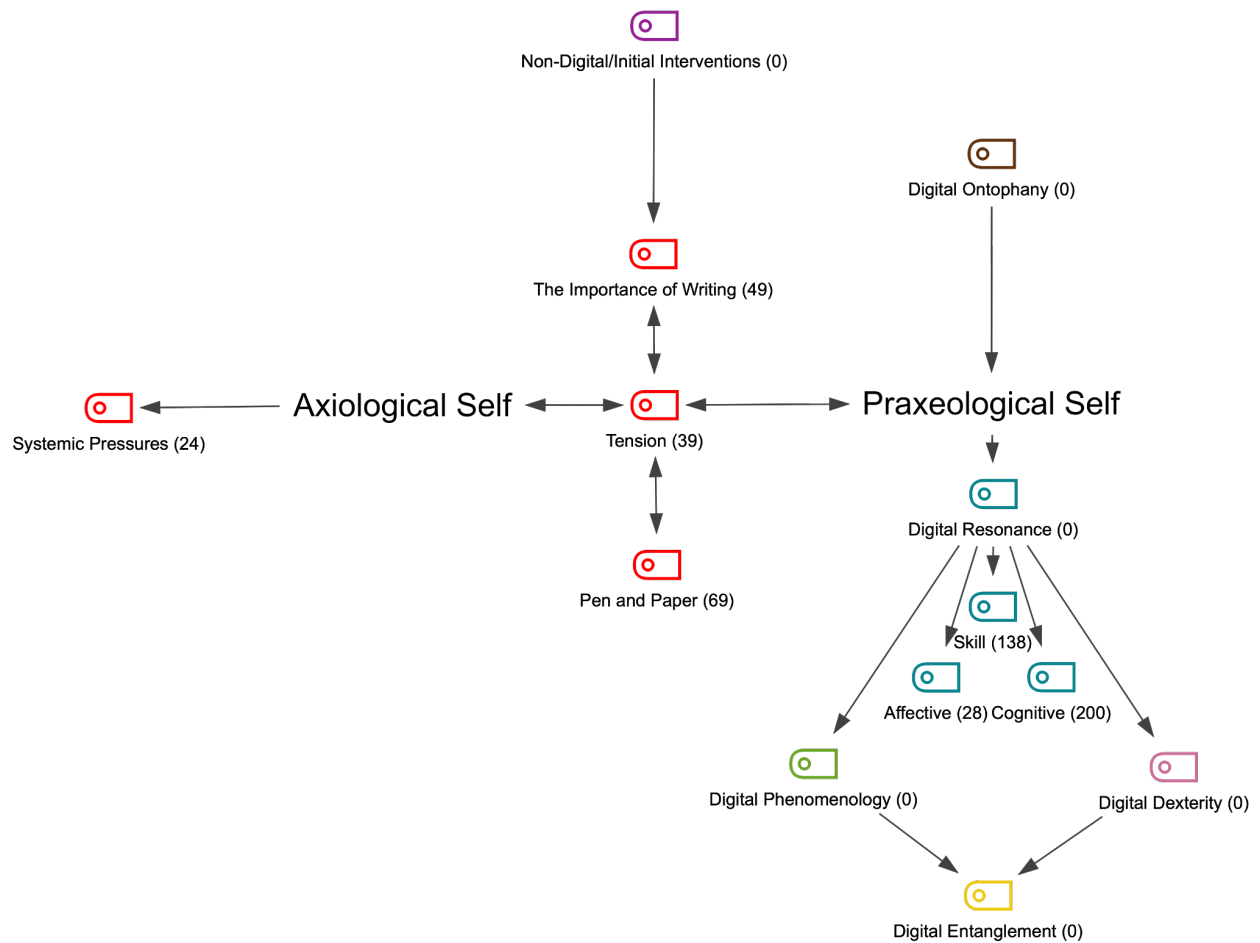 Non-Digital/Initial Interventions (0)
Digital Ontophany (0)
The Importance of Writing (49)
Axiological Self
Praxeological Self
Systemic Pressures (24)
Tension (39)
Digital Resonance (0)
Pen and Paper (69)
Skill (138)
Affective (28)
Cognitive (200)
Digital Phenomenology (0)
Digital Dexterity (0)
Digital Entanglement (0)